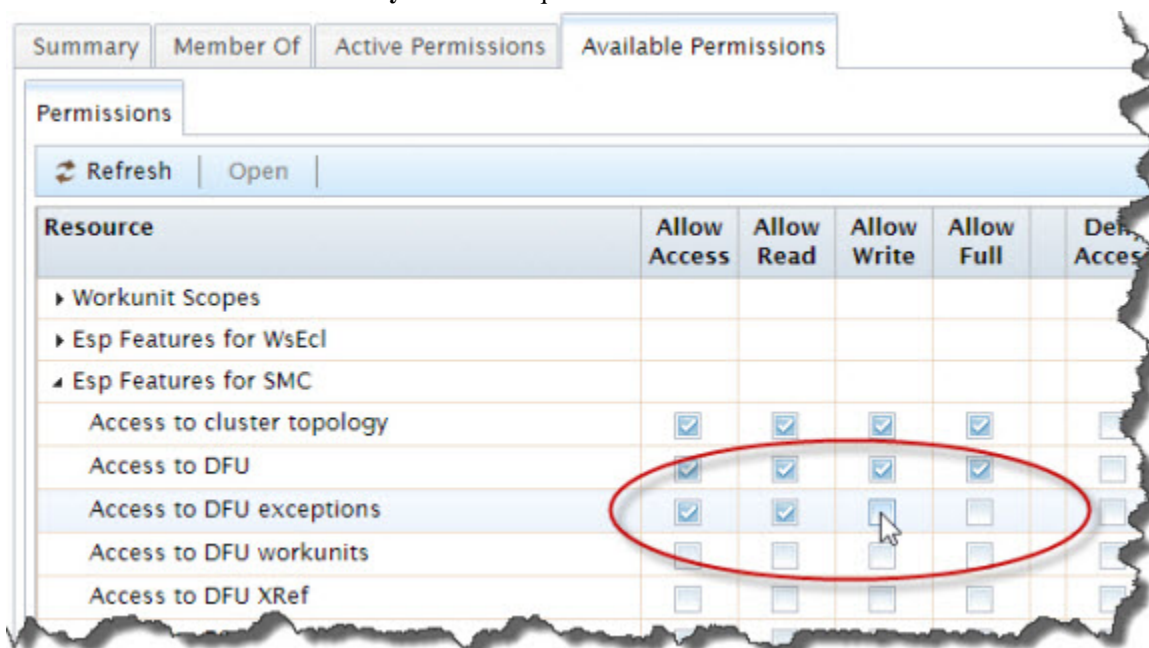 Summary Member Of Active Permissions Available Permissions
Permissions
Refresh Open
Resource Allow Access Allow Read Allow Write Allow Full
Workunit Scopes
Esp Features for WsEcl
Esp Features for SMC
Access to cluster topology
Access to DFU
Access to DFU exceptions
Access to DFU workunits
Access to DFU XRef